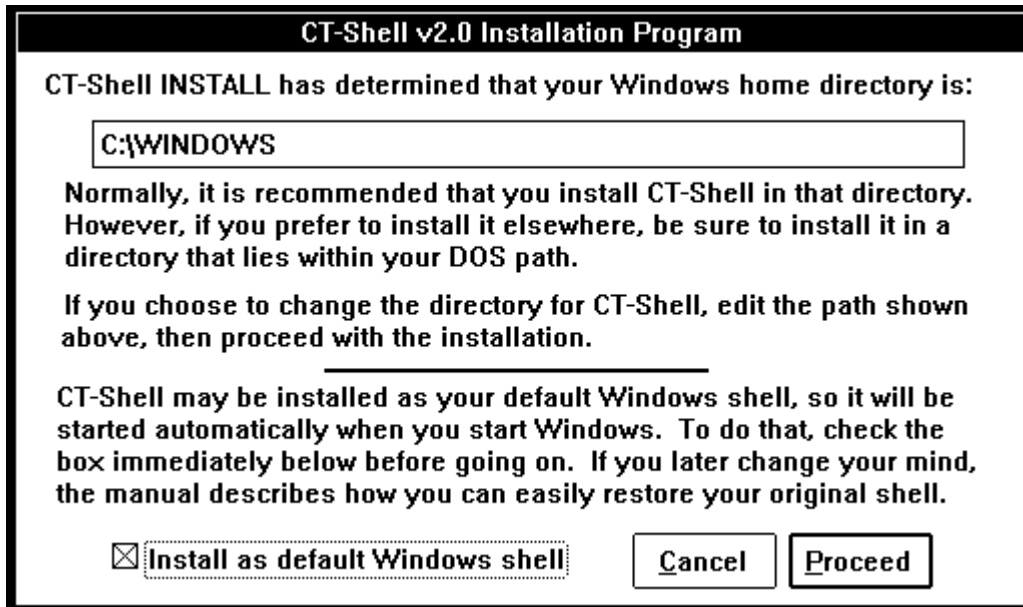 CT-Shell v2.0 Installation Program
CT-Shell INSTALL has determined that your Windows home directory is:
C:\WINDOWS
Normally, it is recommended that you install CT-Shell in that directory.
However, if you prefer to install it elsewhere, be sure to install it in a
directory that lies within your DOS path.
If you choose to change the directory for CT-Shell, edit the path shown
above, then proceed with the installation.
CT-Shell may be installed as your default Windows shell, so it will be
started automatically when you start Windows.  To do that, check the
box immediately below before going on.  If you later change your mind,
the manual describes how you can easily restore your original shell.
Install as default Windows shell
Cancel
Proceed